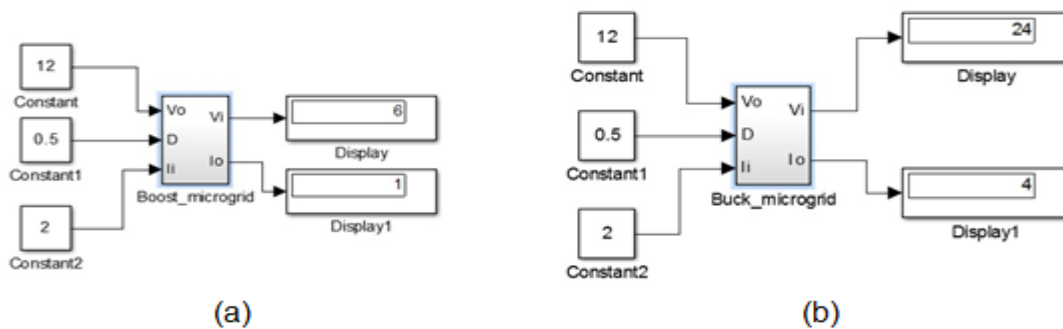 12
Constant
0.5
Constant1
2
Constant2
Vo
D
Ii
Vi
Io
Boost_microgrid
6
Display
1
Display1
(a)
12
Constant
0.5
Constant1
2
Constant2
Vo
D
Ii
Vi
Io
Buck_microgrid
24
Display
4
Display1
(b)